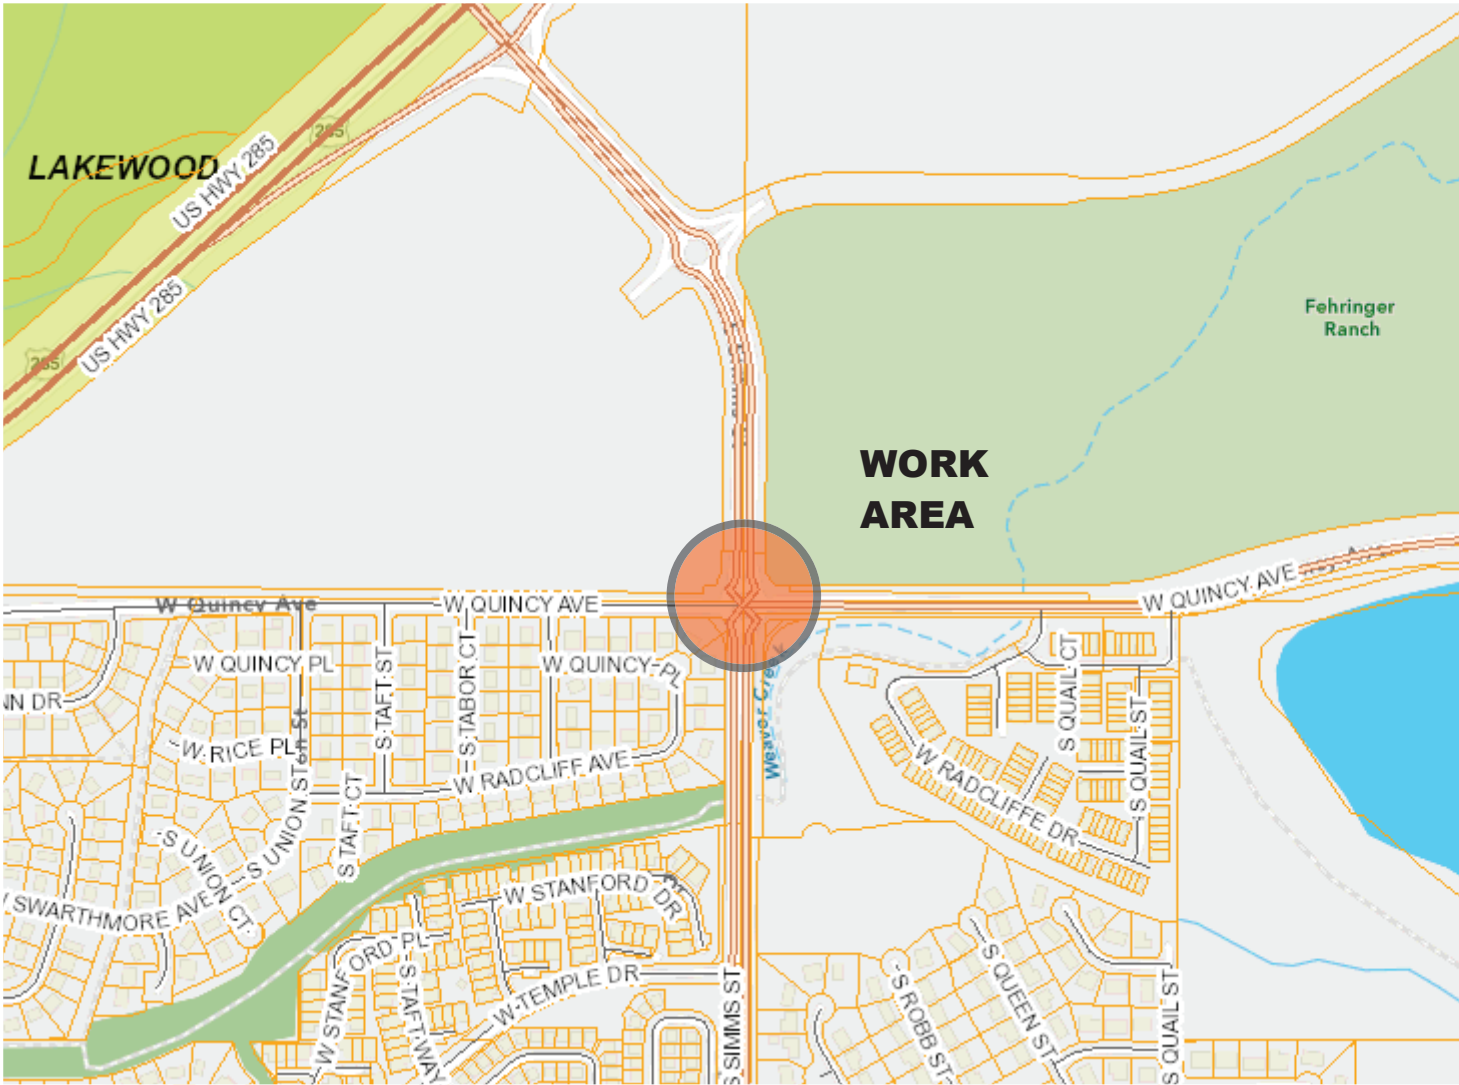 285
LAKEWOOD
US HWY 285
US HWY 285
285
Fehringer
Ranch
WORK
AREA
W QUINCY AVE
W Quincy Ave
W QUINCY AVE
W QUINCY PL
W QUINCY PL
S TAFT ST
S TABOR CT
S QUAIL CT
NN DR
Weaver Creek
S QUAIL ST
W RICE PL
W RADCLIFF AVE
W RADCLIFFE DR
S UNION ST
S TAFT CT
S UNION CT
W STANFORD DR
SWARTHMORE AVE
W STANFORD PL
S TAFT WAY
W TEMPLE DR
S SIMMS ST
S ROBB ST
S QUEEN ST
S QUAIL ST